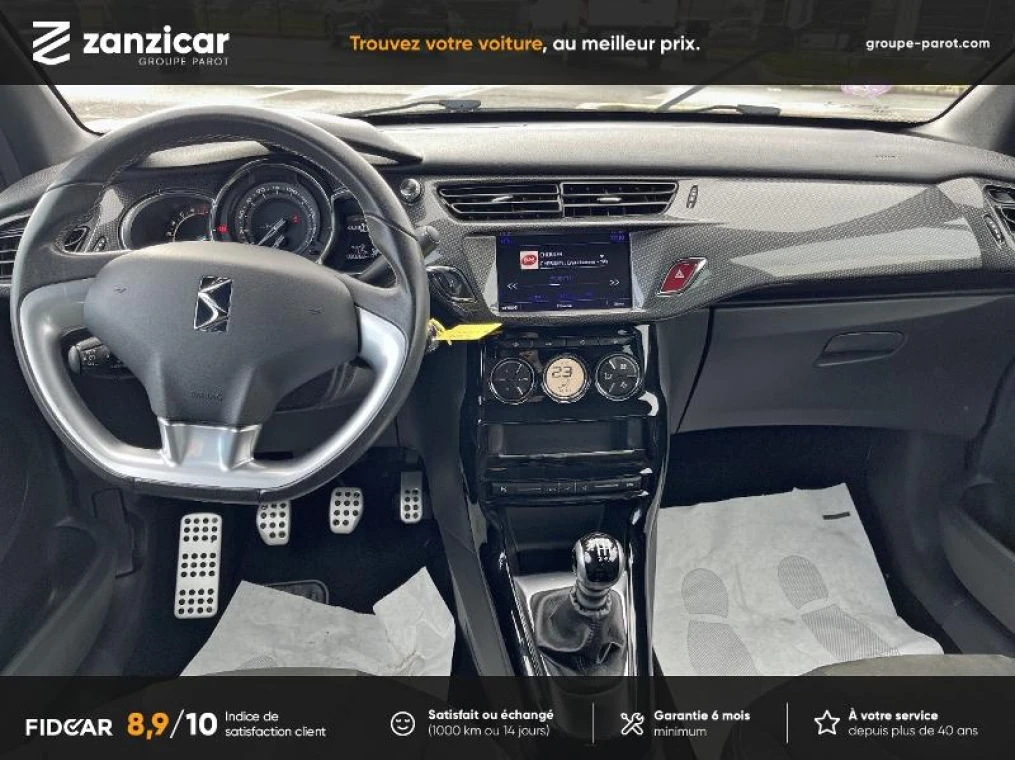 zanzicar
GROUPE PAROT
Trouvez votre voiture, au meilleur prix.
groupe-parot.com
23
FIDCAR 8,9/10 Indice de
satisfaction client
Satisfait ou échangé
(1000 km ou 14 jours)
Garantie 6 mois
minimum
À votre service
depuis plus de 40 ans